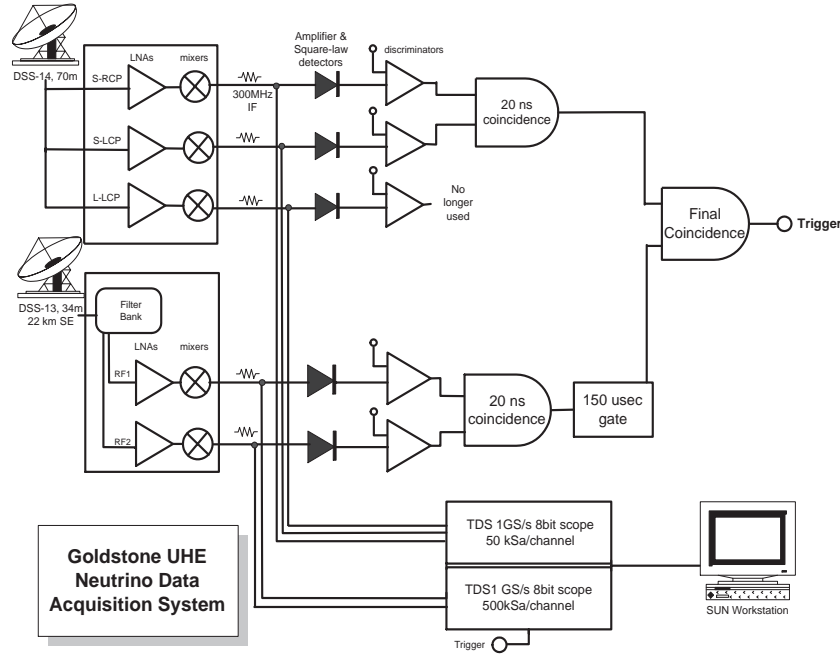 DSS-14, 70m
LNAs
mixers
Amplifier &
Square-law
detectors
discriminators
S-RCP
300MHz
IF
20 ns
coincidence
S-LCP
L-LCP
No
longer
used
Final
Coincidence
Trigger
DSS-13, 34m
22 km SE
Filter
Bank
LNAs
mixers
RF1
RF2
20 ns
coincidence
150 usec
gate
TDS 1GS/s 8bit scope
50 kSa/channel
TDS1 GS/s 8bit scope
500kSa/channel
Trigger
SUN Workstation
Goldstone UHE
Neutrino Data
Acquisition System